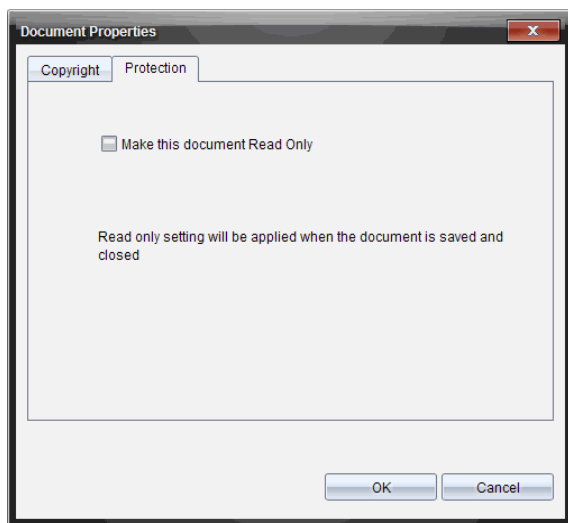 Document Properties
X
Copyright
Protection
Make this document Read Only
Read only setting will be applied when the document is saved and
closed
OK
Cancel